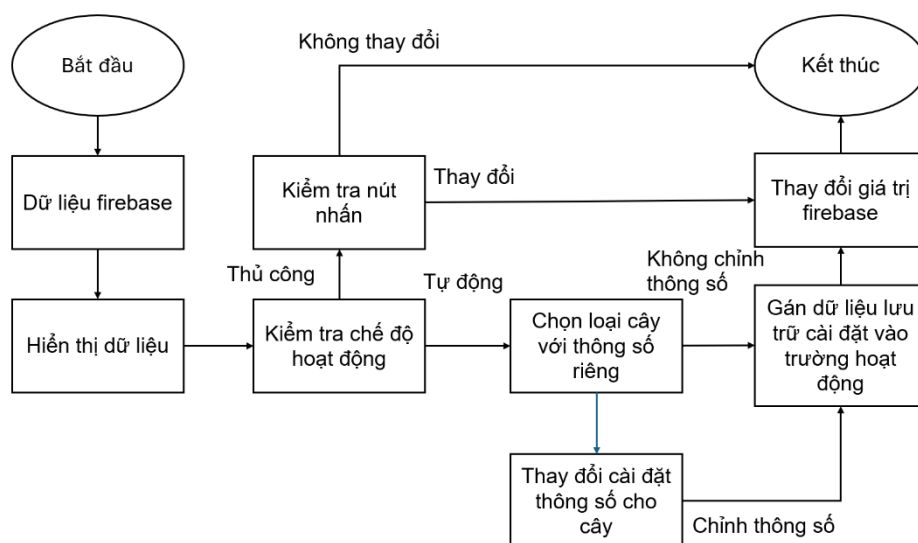 Không thay đổi
Bắt đầu
Kết thúc
Dữ liệu firebase
Kiểm tra nút
nhấn
Thay đổi
Thay đổi giá trị
firebase
Thủ công
Tự động
Không chỉnh
thông số
Hiển thị dữ liệu
Kiểm tra chế độ
hoạt động
Chọn loại cây
với thông số
riêng
Gán dữ liệu lưu
trữ cài đặt vào
trường hoạt
động
Thay đổi cài đặt
thông số cho
cây
Chỉnh thông số